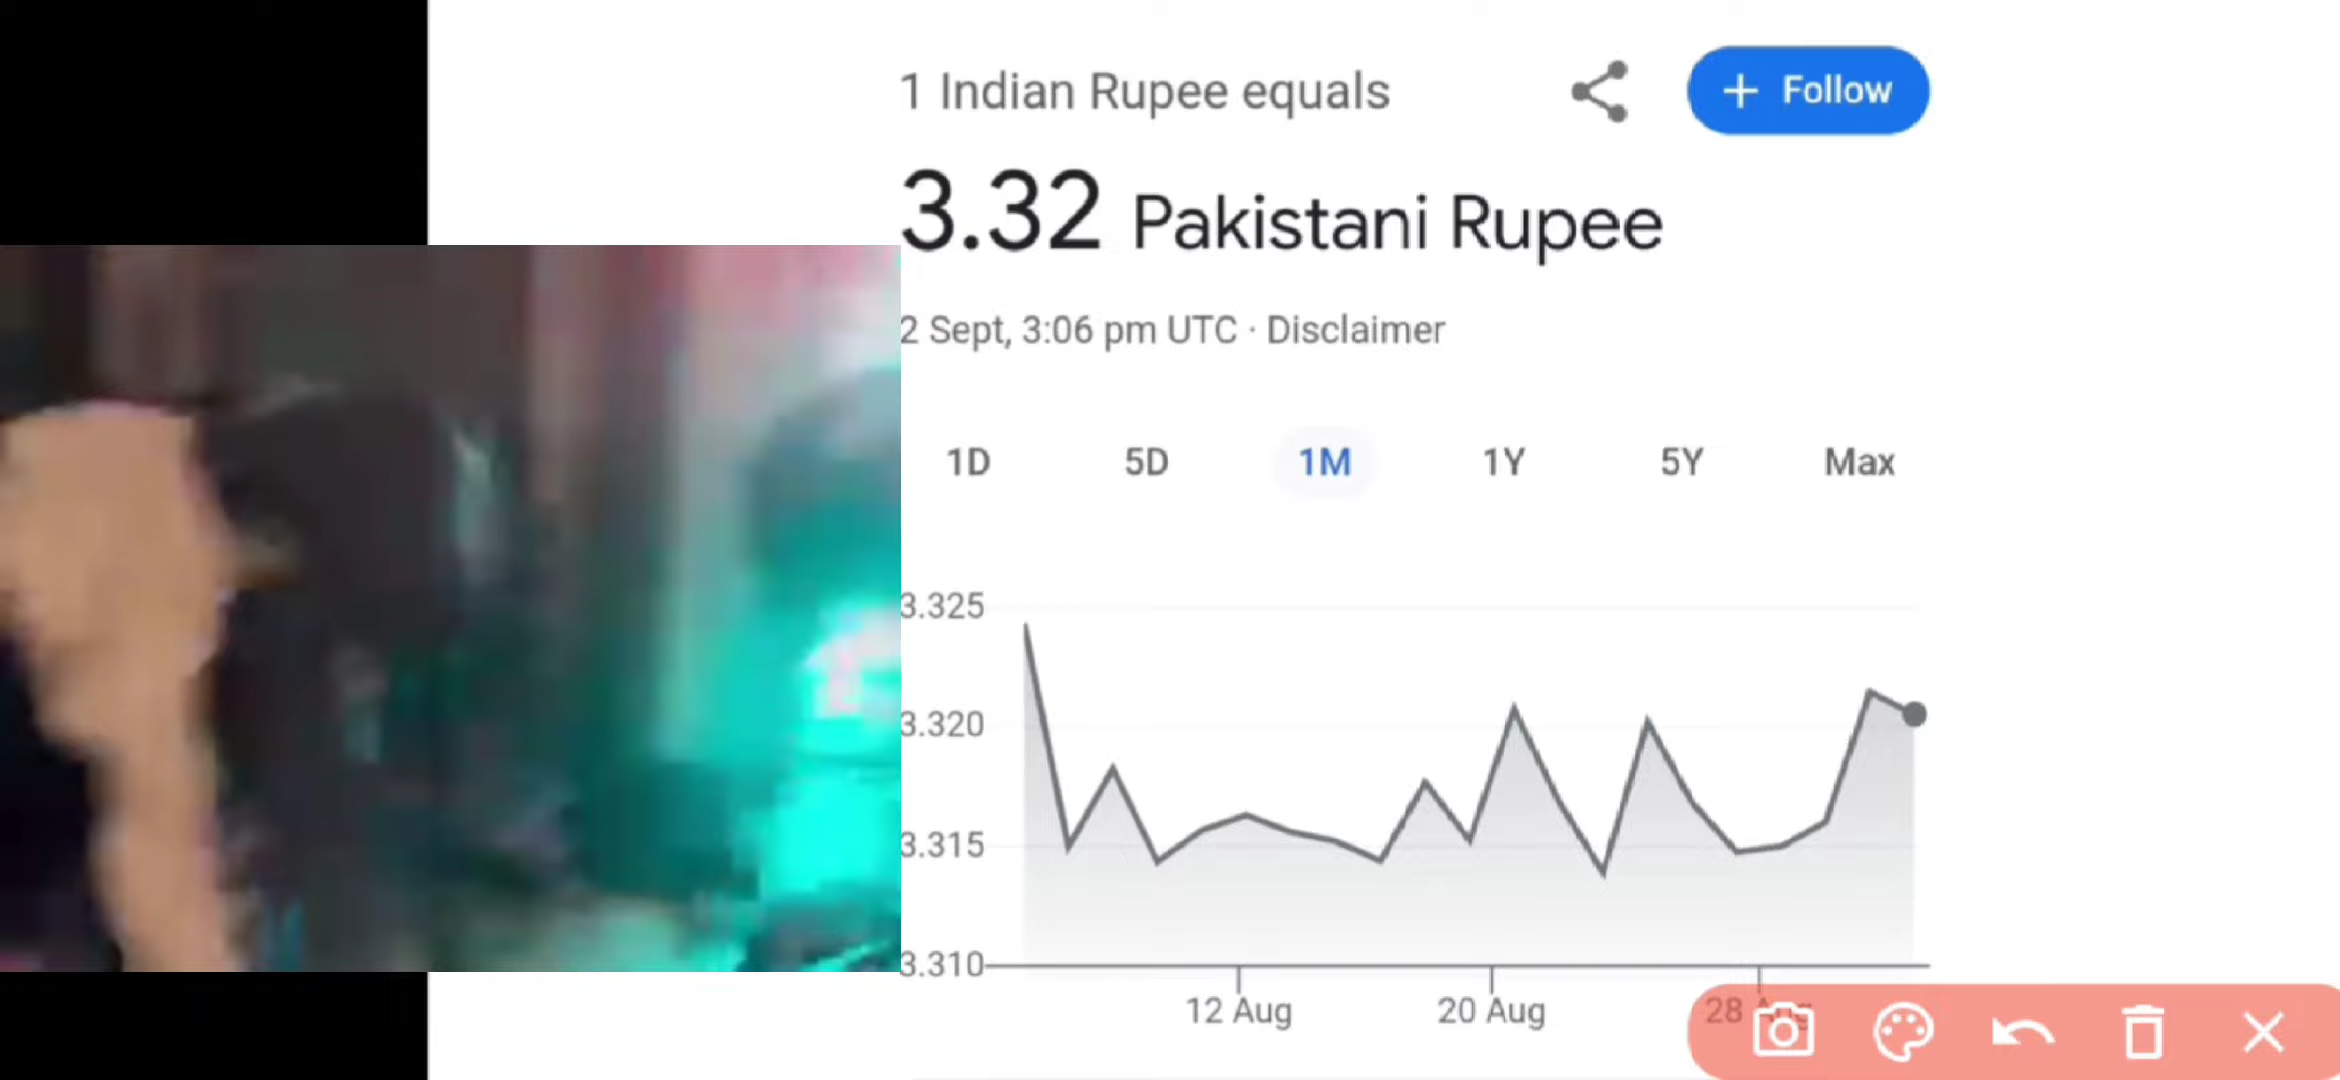 1 Indian Rupee equals
+ Follow
3.32 Pakistani Rupee
2 Sept, 3:06 pm UTC · Disclaimer
1D 5D 1M 1Y 5Y Max
3.325
3.320
3.315
3.310
12 Aug 20 Aug 28 Aug